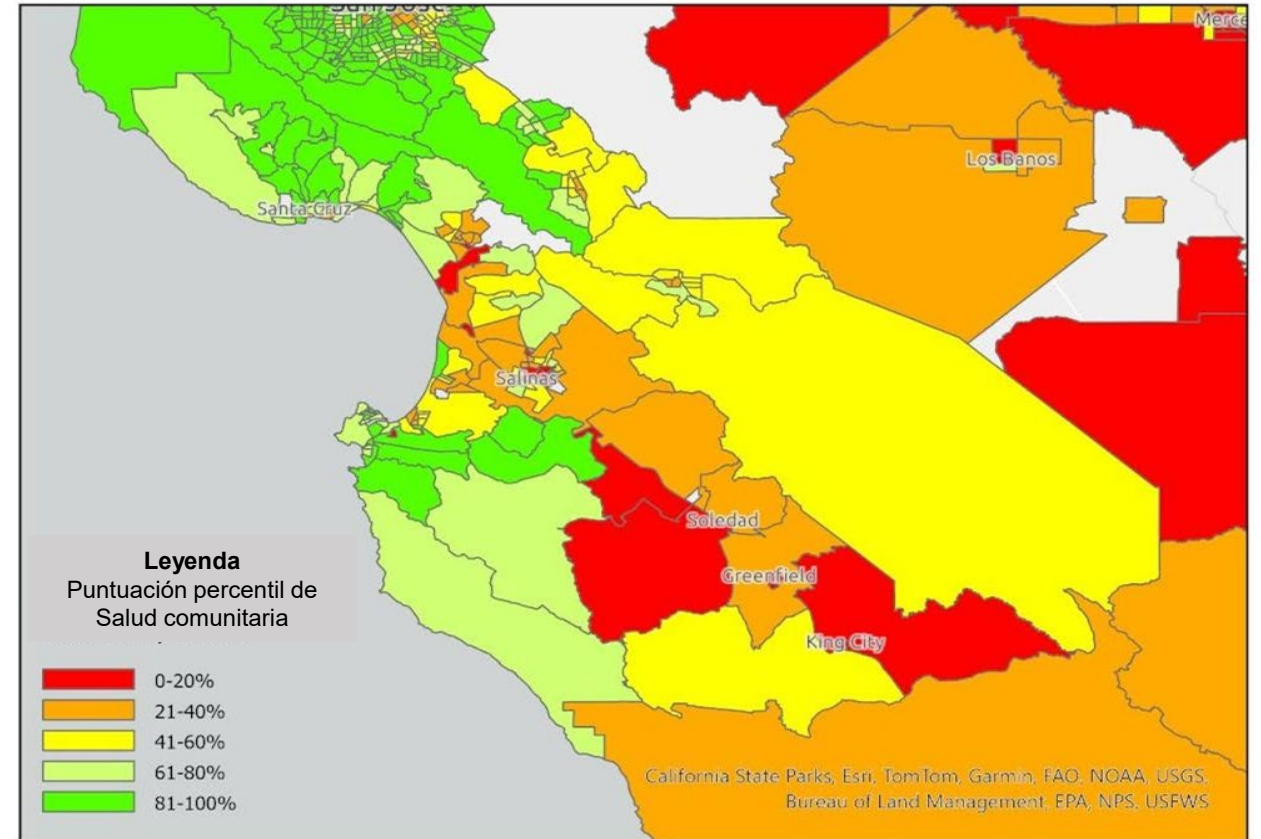 San Jose
Merce
Los Banos
Santa Cruz
Salinas
Soledad
Greenfield
King City
Leyenda
Puntuación percentil de
Salud comunitaria
0-20%
21-40%
41-60%
61-80%
81-100%
California State Parks, Esri, TomTom, Garmin, FAO, NOAA, USGS,
Bureau of Land Management, EPA, NPS, USFWS